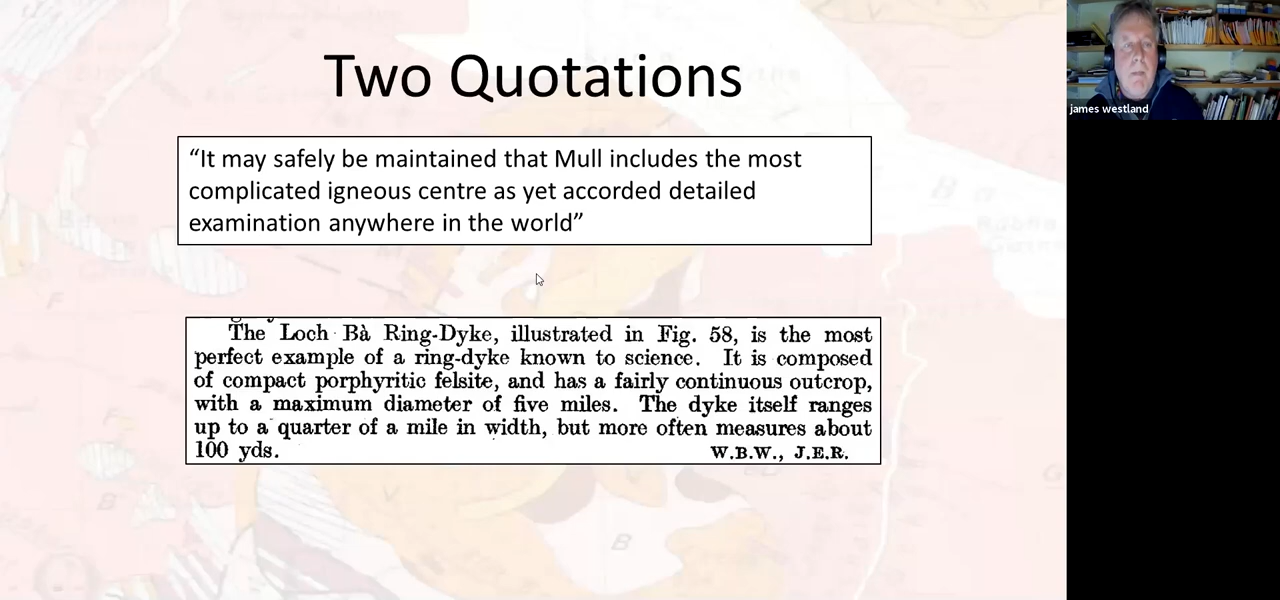 Two Quotations
“It may safely be maintained that Mull includes the most
complicated igneous centre as yet accorded detailed
examination anywhere in the world”
The Loch Bà Ring-Dyke, illustrated in Fig. 58, is the most
perfect example of a ring-dyke known to science. It is composed
of compact porphyritic felsite, and has a fairly continuous outcrop,
with a maximum diameter of five miles. The dyke itself ranges
up to a quarter of a mile in width, but more often measures about
100 yds. W.B.W., J.E.R.
james westland